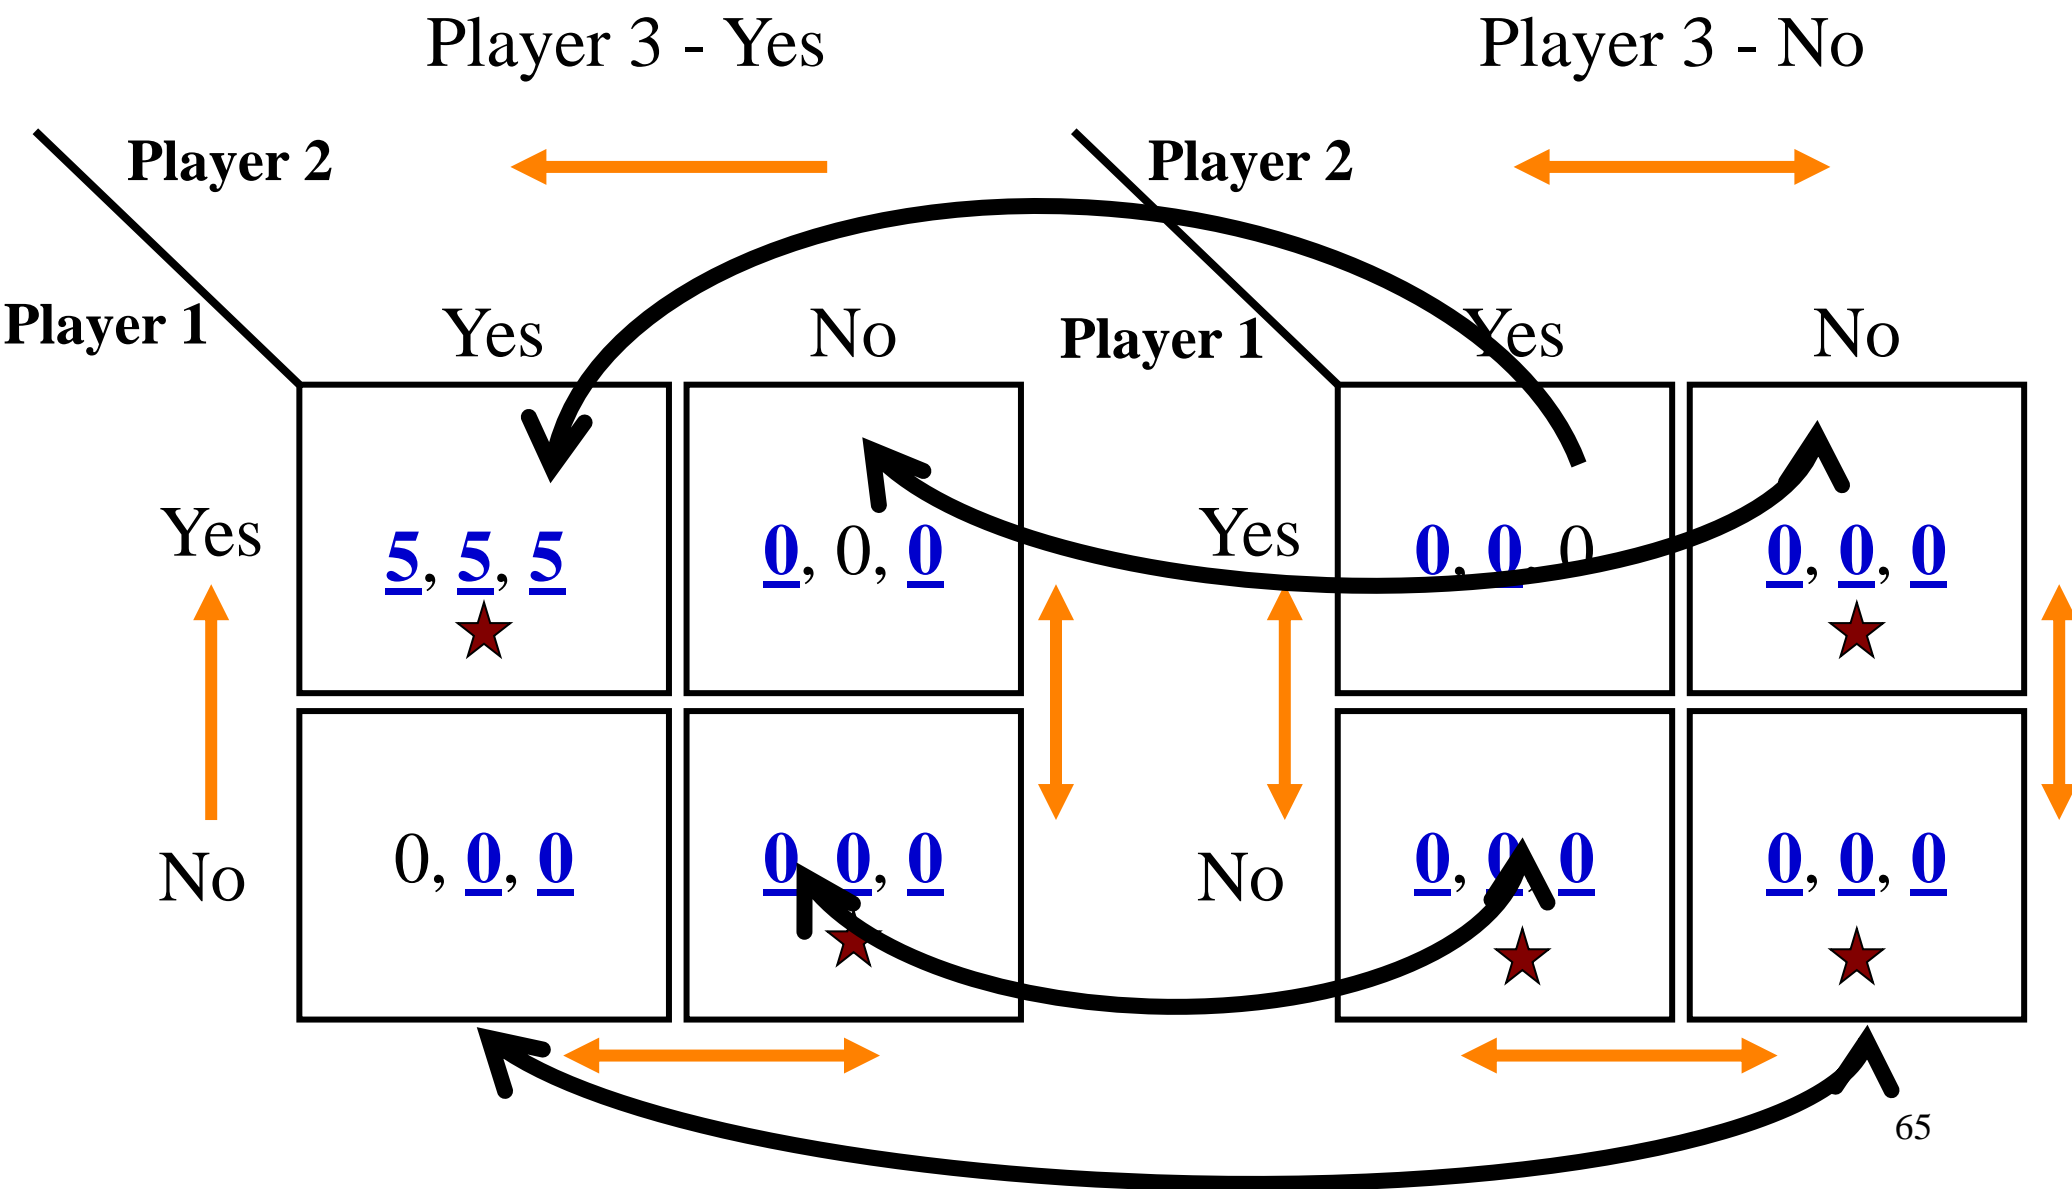 Player 3 - Yes
Player 3 - No
Player 2
Player 2
Player 1
Yes
No
Player 1
Yes
No
Yes
5, 5, 5
0, 0, 0
Yes
0, 0, 0
0, 0, 0
No
0, 0, 0
0, 0, 0
No
0, 0, 0
0, 0, 0
65